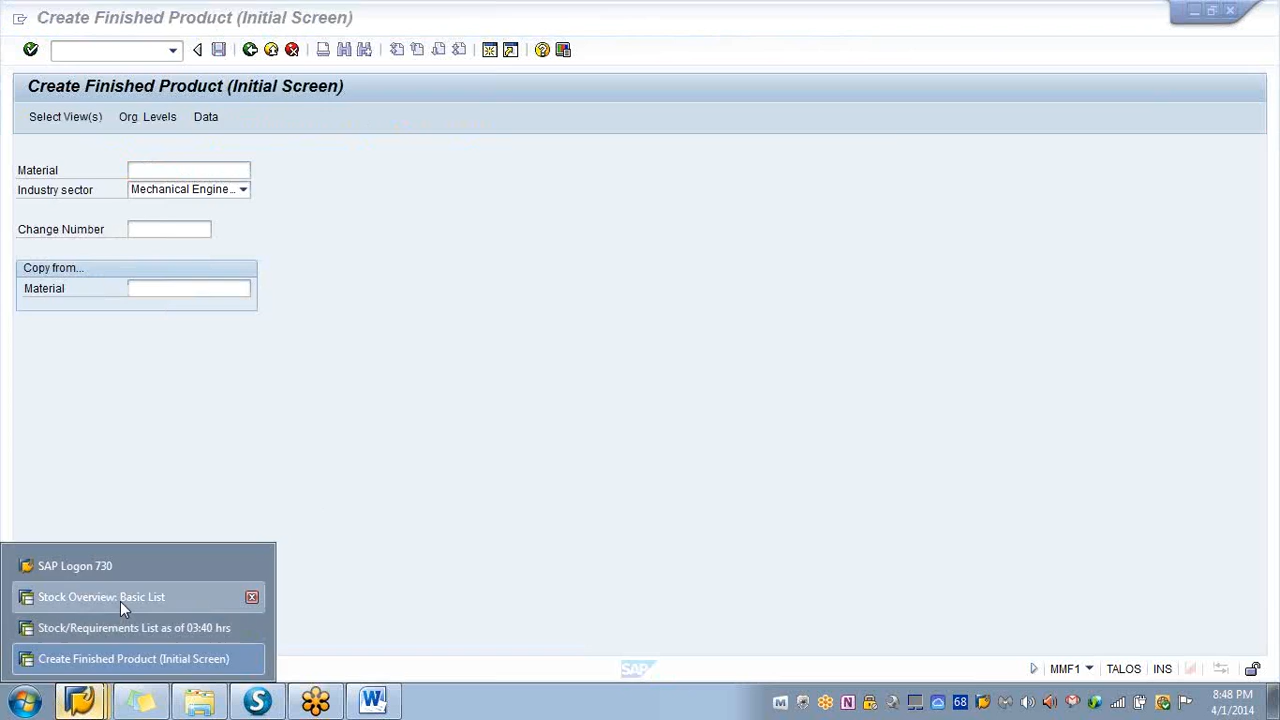 Create Finished Product (Initial Screen)
Create Finished Product (Initial Screen)
Select View(s) Org. Levels Data
Material
Industry sector Mechanical Engine...
Change Number
Copy from...
Material
SAP Logon 730
Stock Overview: Basic List
Stock/Requirements List as of 03:40 hrs
Create Finished Product (Initial Screen)
SAP MMF1 TALOS INS
S W M N 68 8:48 PM
4/1/2014